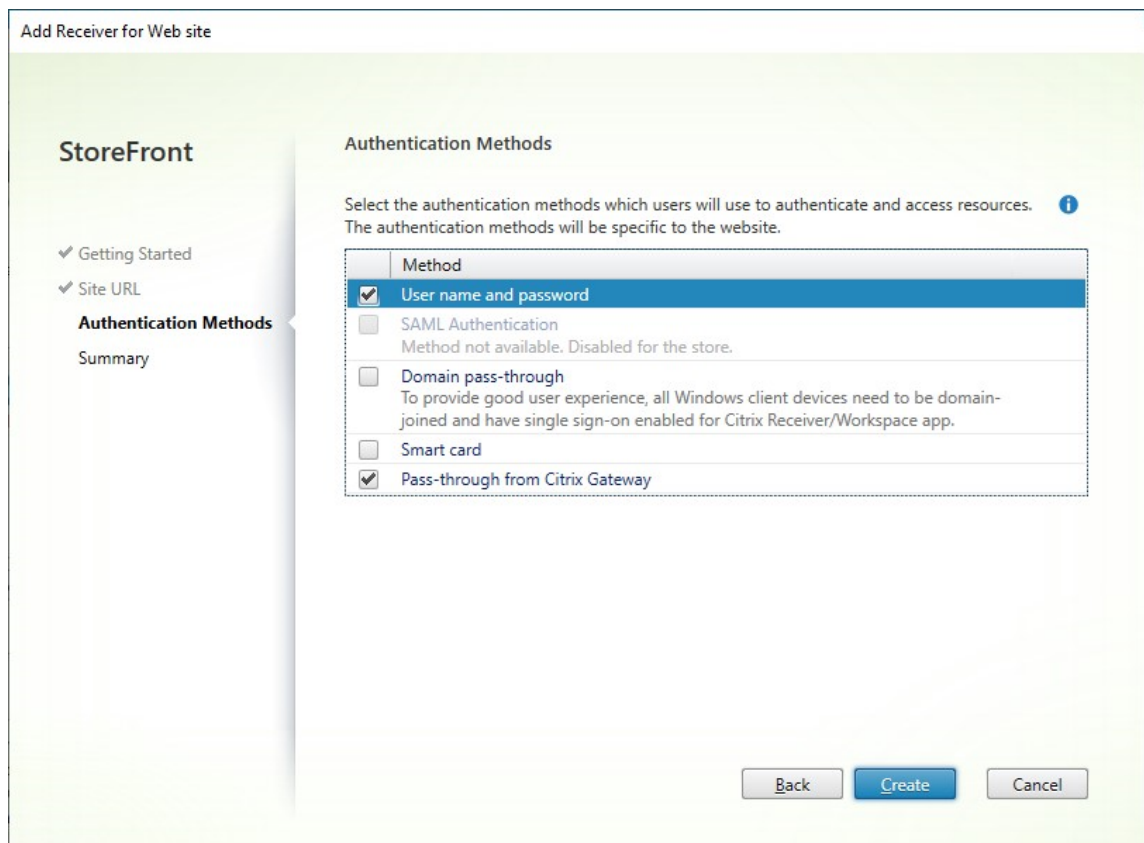 Add Receiver for Web site
StoreFront
Getting Started
Site URL
Authentication Methods
Summary
Authentication Methods
Select the authentication methods which users will use to authenticate and access resources.
The authentication methods will be specific to the website.
Method
User name and password
SAML Authentication
Method not available. Disabled for the store.
Domain pass-through
To provide good user experience, all Windows client devices need to be domain-
joined and have single sign-on enabled for Citrix Receiver/Workspace app.
Smart card
Pass-through from Citrix Gateway
Back
Create
Cancel